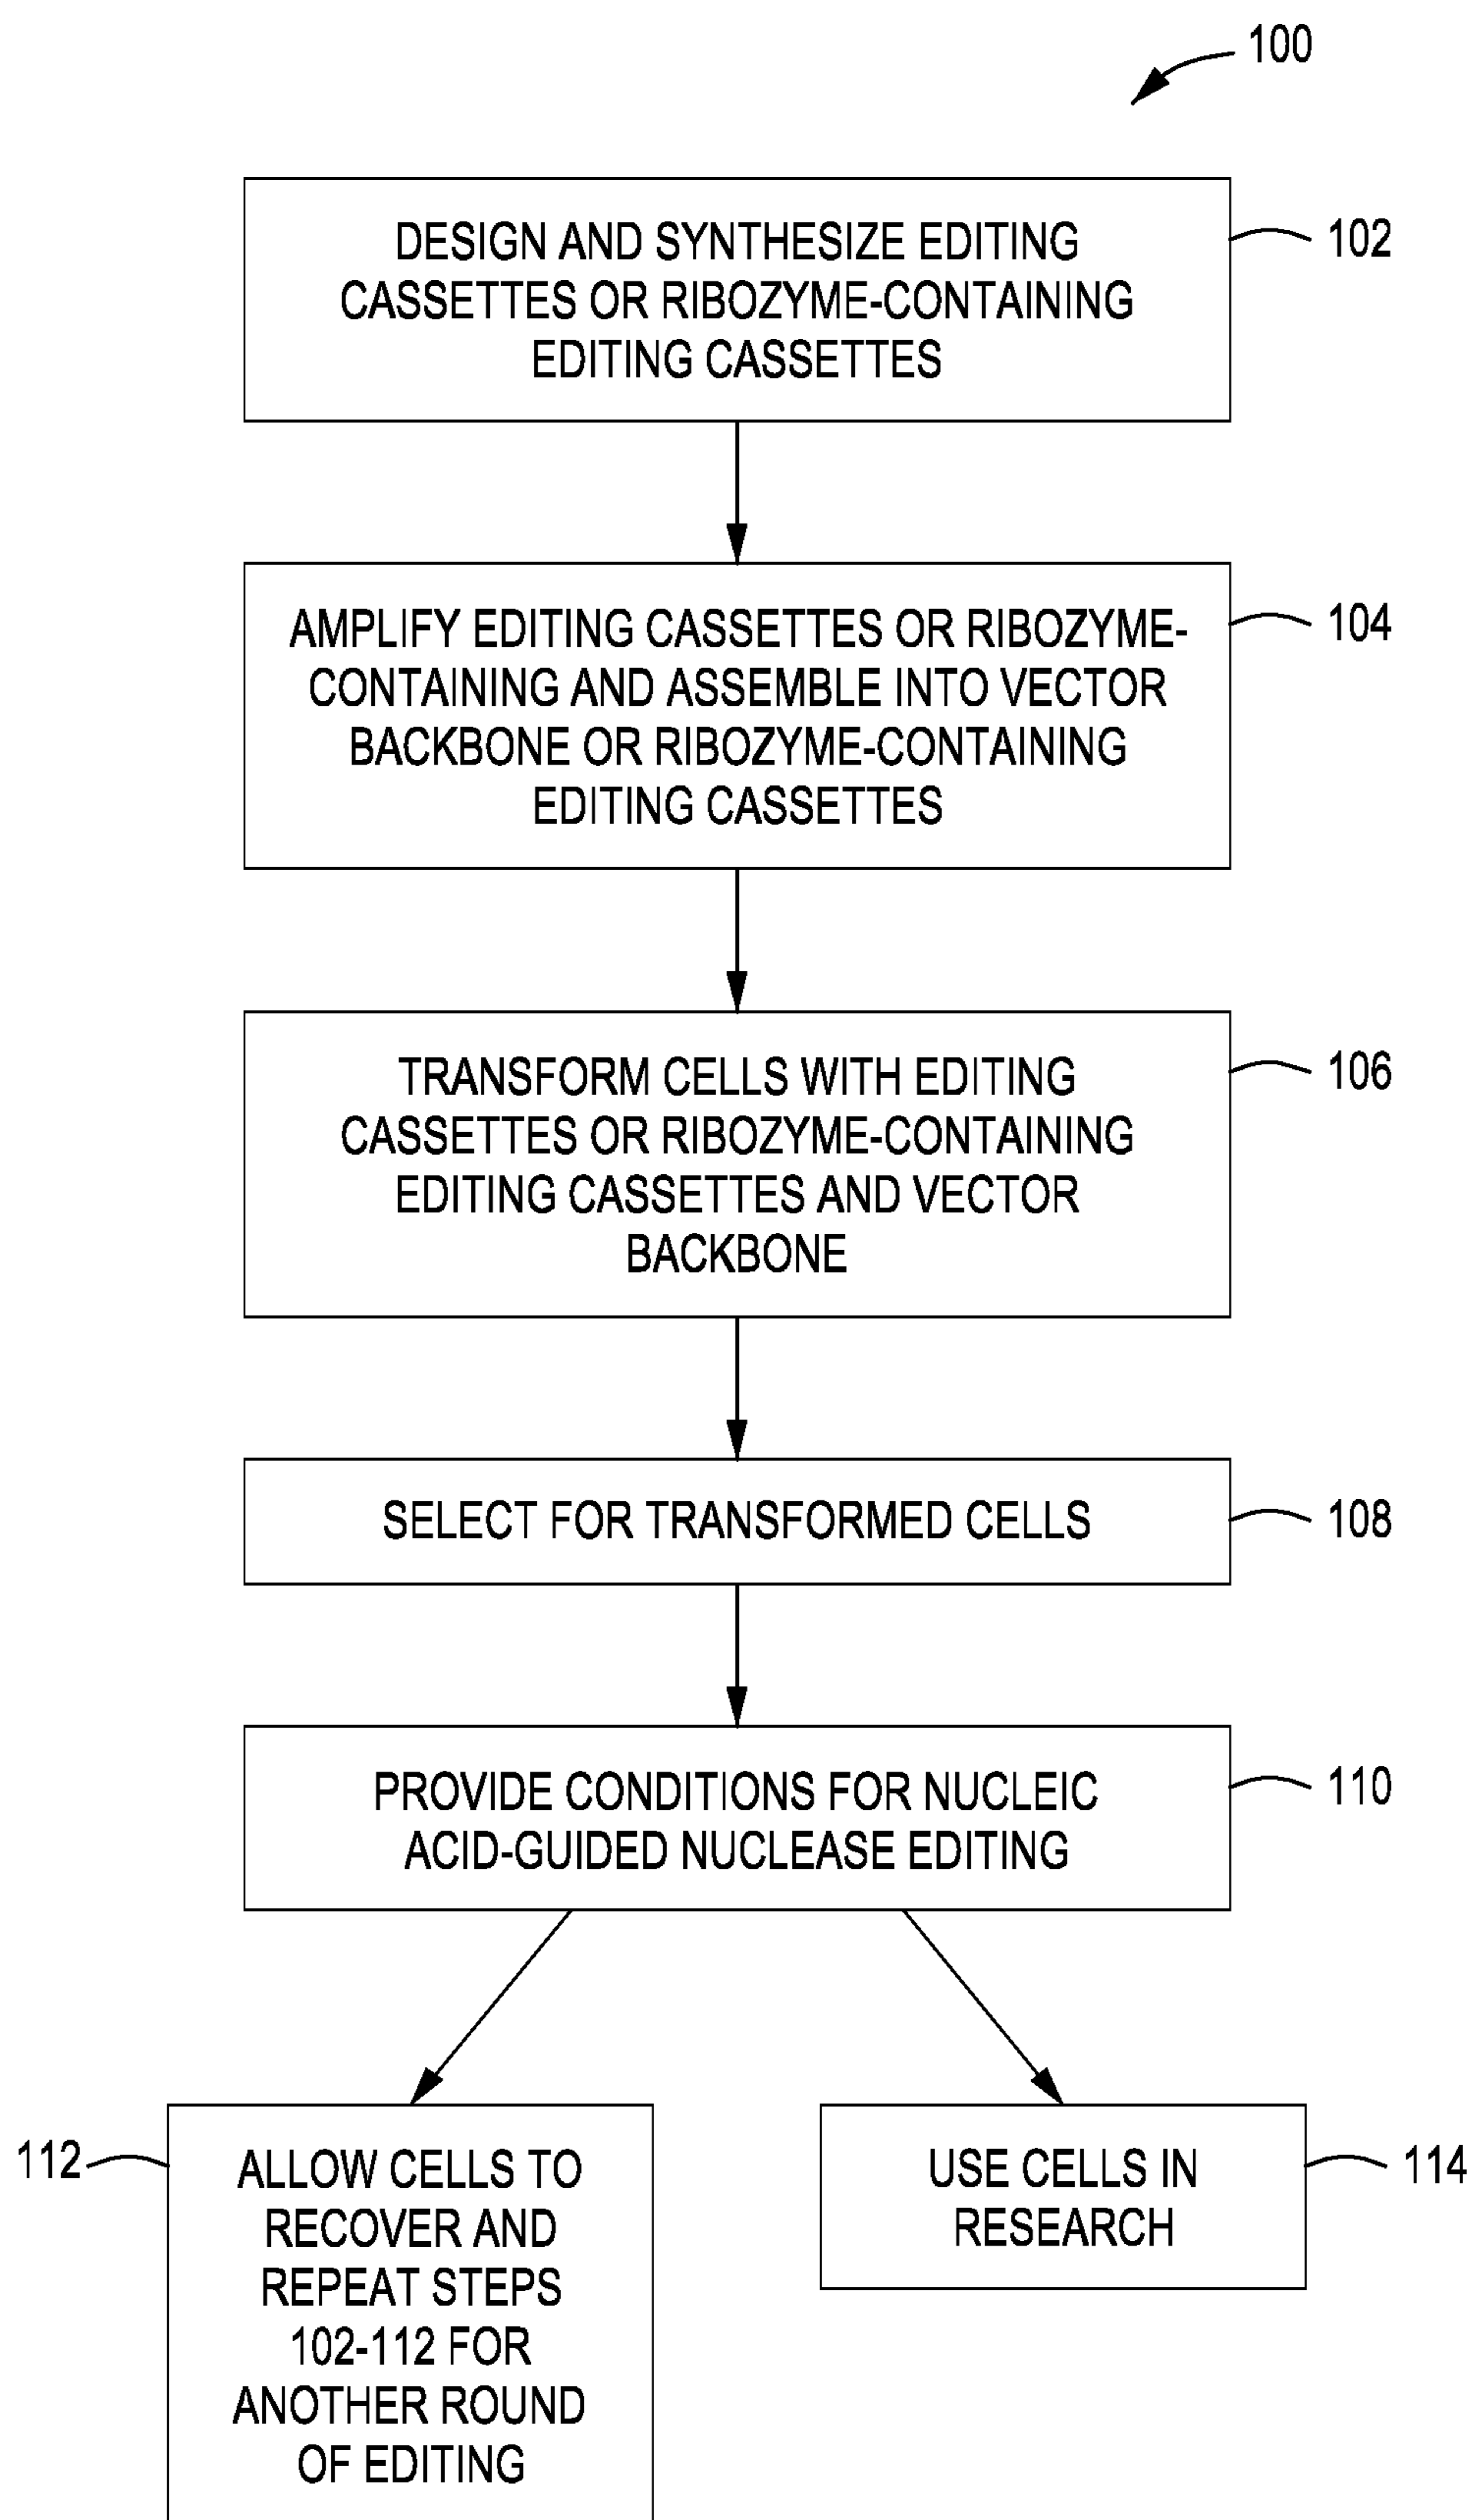 100
DESIGN AND SYNTHESIZE EDITING
CASSETTES OR RIBOZYME-CONTAINING
EDITING CASSETTES
102
AMPLIFY EDITING CASSETTES OR RIBOZYME-
CONTAINING AND ASSEMBLE INTO VECTOR
BACKBONE OR RIBOZYME-CONTAINING
EDITING CASSETTES
104
TRANSFORM CELLS WITH EDITING
CASSETTES OR RIBOZYME-CONTAINING
EDITING CASSETTES AND VECTOR
BACKBONE
106
SELECT FOR TRANSFORMED CELLS
108
PROVIDE CONDITIONS FOR NUCLEIC
ACID-GUIDED NUCLEASE EDITING
110
112
ALLOW CELLS TO
RECOVER AND
REPEAT STEPS
102-112 FOR
ANOTHER ROUND
OF EDITING
USE CELLS IN
RESEARCH
114